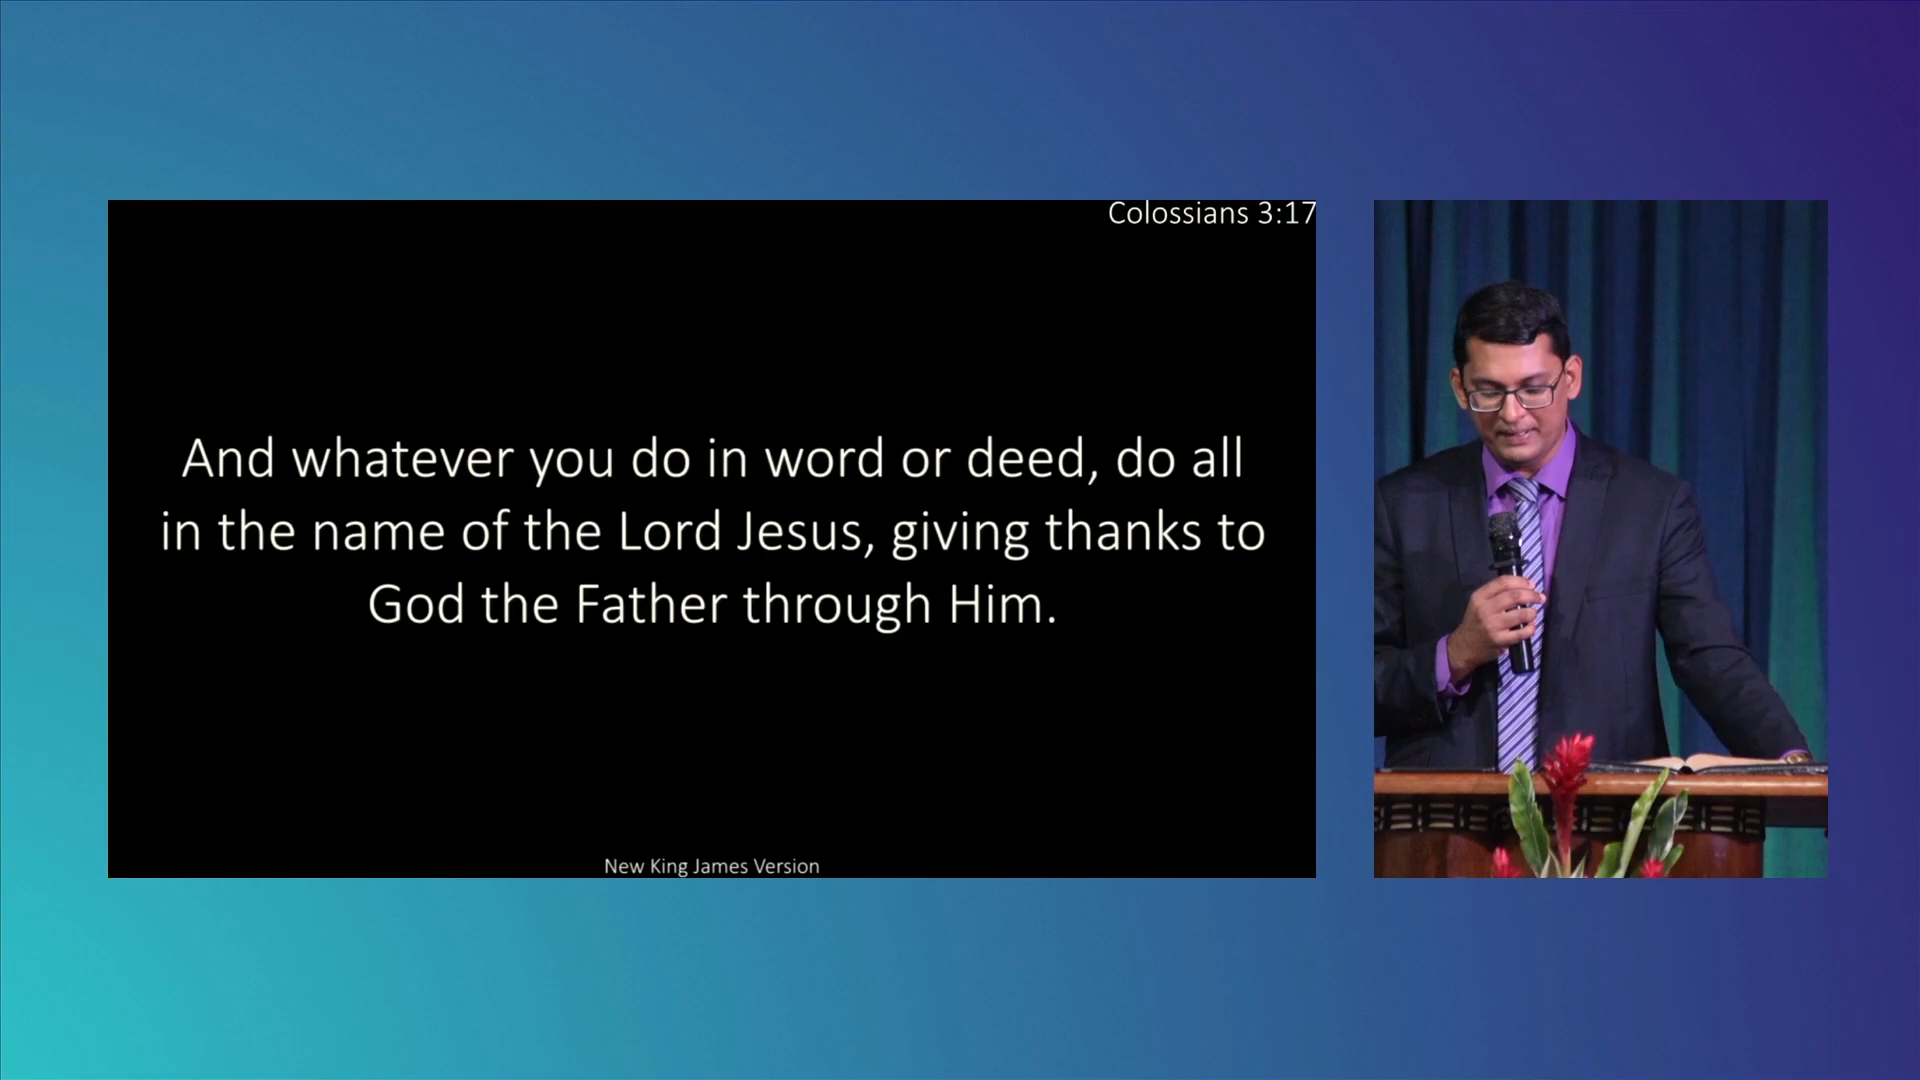 Colossians 3:17
And whatever you do in word or deed, do all
in the name of the Lord Jesus, giving thanks to
God the Father through Him.
New King James Version